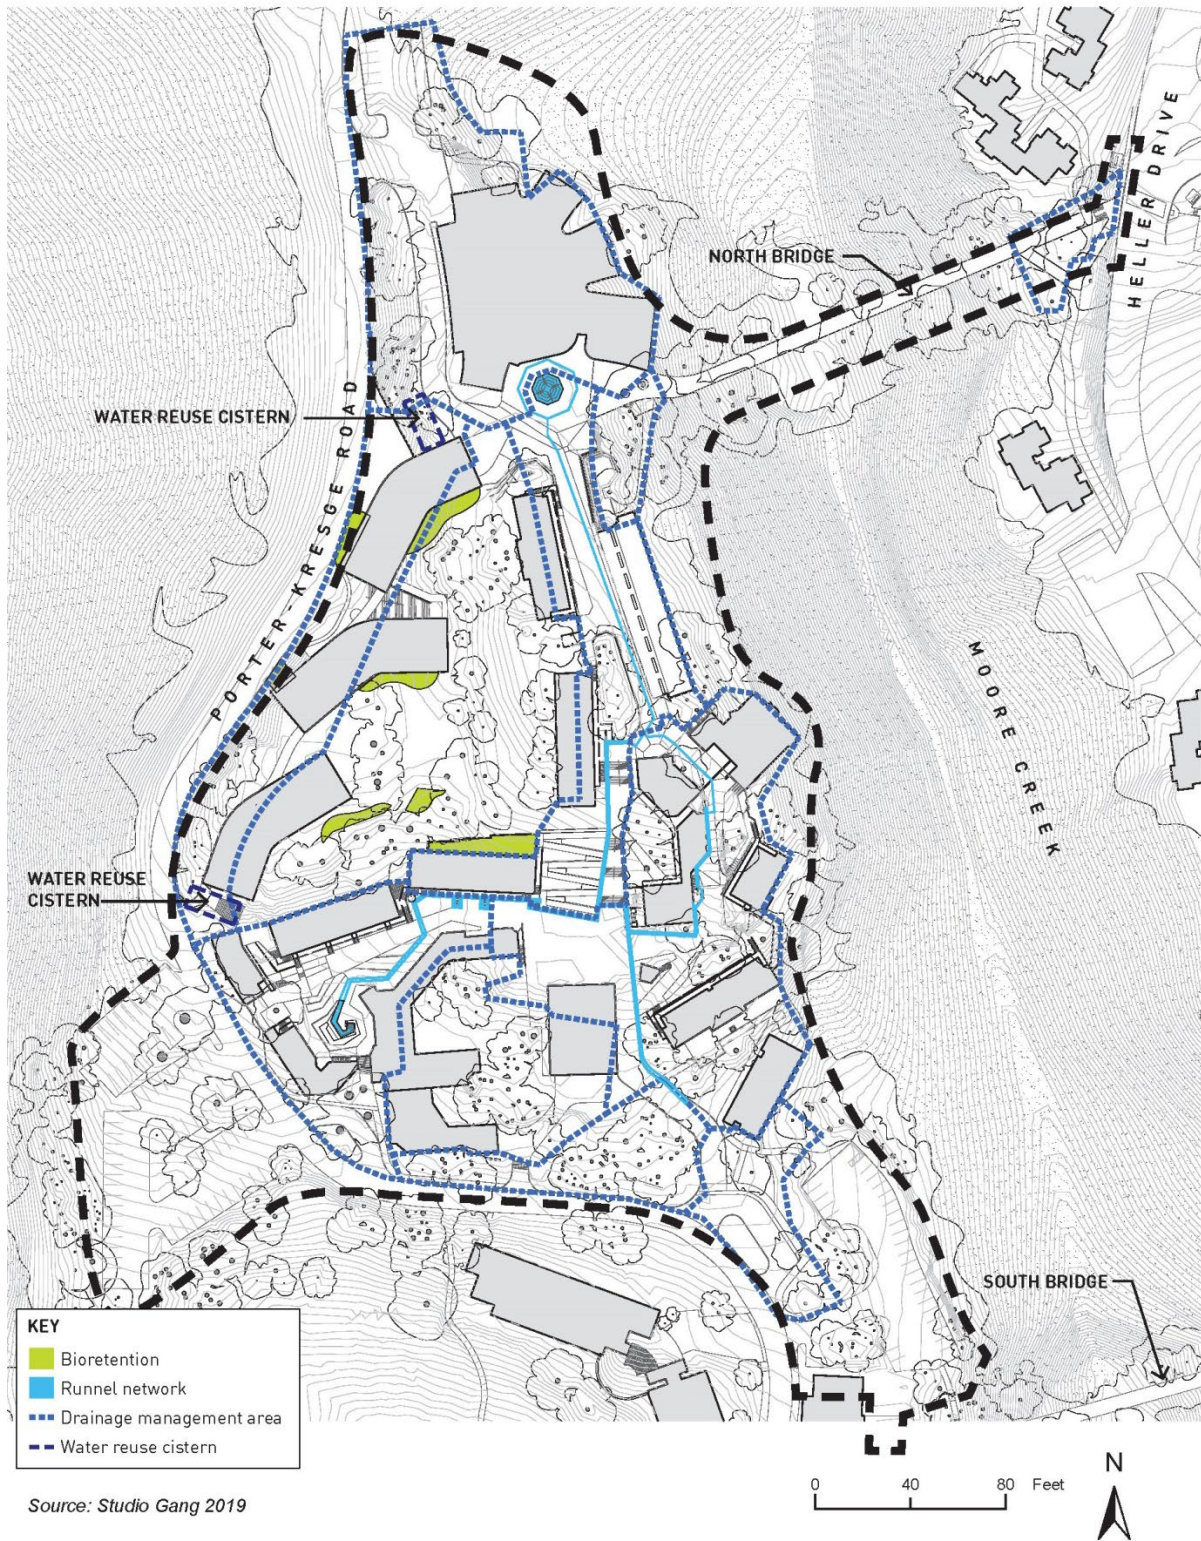 HELLER DRIVE
NORTH BRIDGE
WATER REUSE CISTERN
PORTER-KRESGE ROAD
MOORE CREEK
WATER REUSE
CISTERN
SOUTH BRIDGE
KEY
Bioretention
Runnel network
Drainage management area
Water reuse cistern
Source: Studio Gang 2019
0 40 80 Feet
N